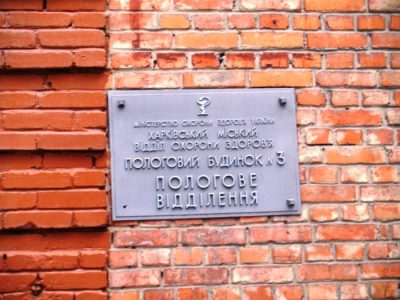 МІНІСТЕРСТВО ОХОРОНИ ЗДОРОВ'Я УКРАЇНИ
ХАРКІВСЬКИЙ МІСЬКИЙ
ВІДДІЛ ОХОРОНИ ЗДОРОВ'Я
ПОЛОГОВИЙ БУДИНОК № 3
ПОЛОГОВЕ
ВІДДІЛЕННЯ